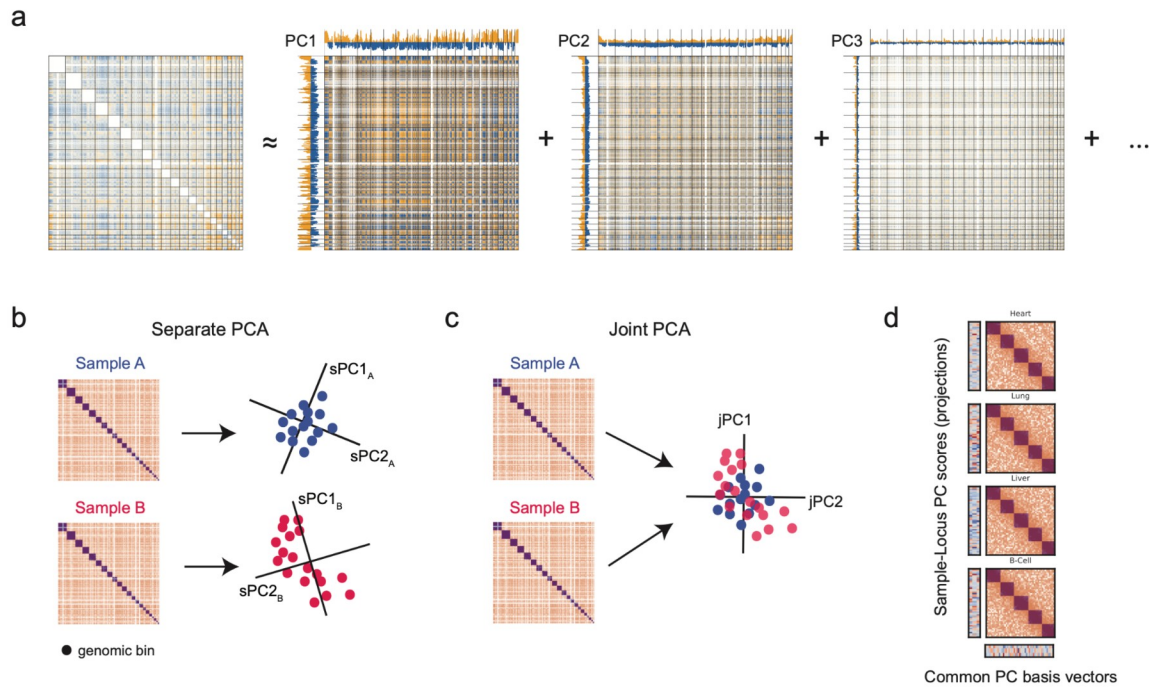 a
PC1
PC2
PC3
≈
+
+
+
...
b
Separate PCA
Sample A
sPC1A
sPC2A
Sample B
sPC1B
sPC2B
genomic bin
c
Joint PCA
Sample A
Sample B
jPC1
jPC2
d
Sample-Locus PC scores (projections)
Heart
Lung
Liver
B-Cell
Common PC basis vectors